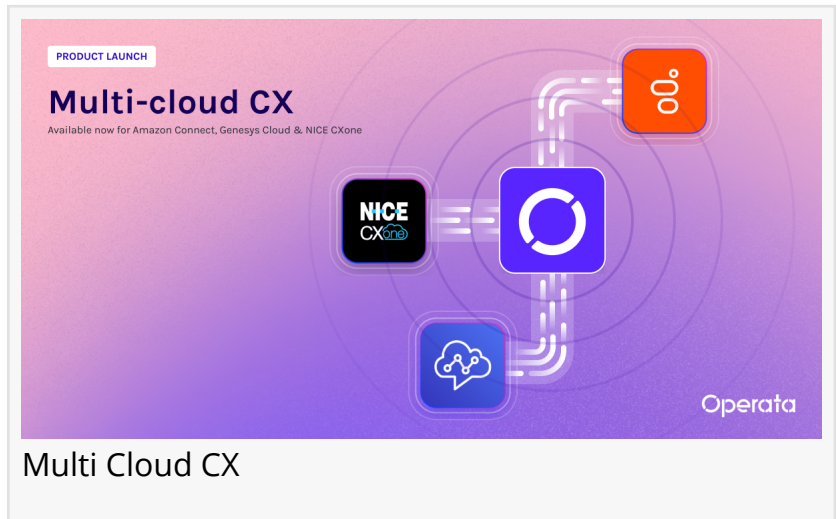 PRODUCT LAUNCH
Multi-cloud CX
Available now for Amazon Connect, Genesys Cloud & NICE CXone
NICE
CXone
Operata
Multi Cloud CX